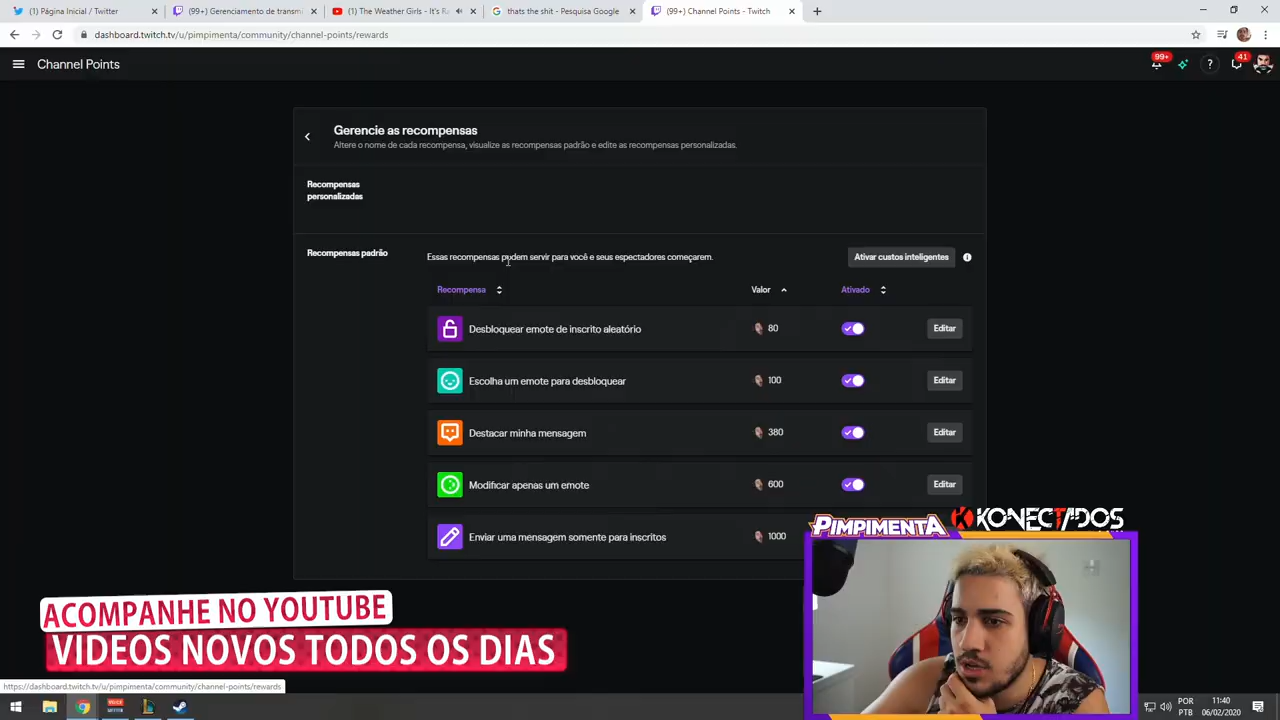 (1) Página Inicial / Twitter
(99+) Gerenciamento de transm
(1) The Weather Girls - It's Ra
thats the shit - Pesquisa Google
(99+) Channel Points - Twitch
dashboard.twitch.tv/u/pimpimenta/community/channel-points/rewards
Channel Points
99+
41
Gerencie as recompensas
Altere o nome de cada recompensa, visualize as recompensas padrão e edite as recompensas personalizadas.
Recompensas
personalizadas
Recompensas padrão
Essas recompensas pudem servir para você e seus espectadores começarem.
Ativar custos inteligentes
Recompensa
Valor
Ativado
Desbloquear emote de inscrito aleatório
80
Editar
Escolha um emote para desbloquear
100
Editar
Destacar minha mensagem
380
Editar
Modificar apenas um emote
600
Editar
Enviar uma mensagem somente para inscritos
1000
PIMPIMENTA
KONECTADOS
ACOMPANHE NO YOUTUBE
VIDEOS NOVOS TODOS OS DIAS
https://dashboard.twitch.tv/u/pimpimenta/community/channel-points/rewards
POR
PTB
11:40
06/02/2020